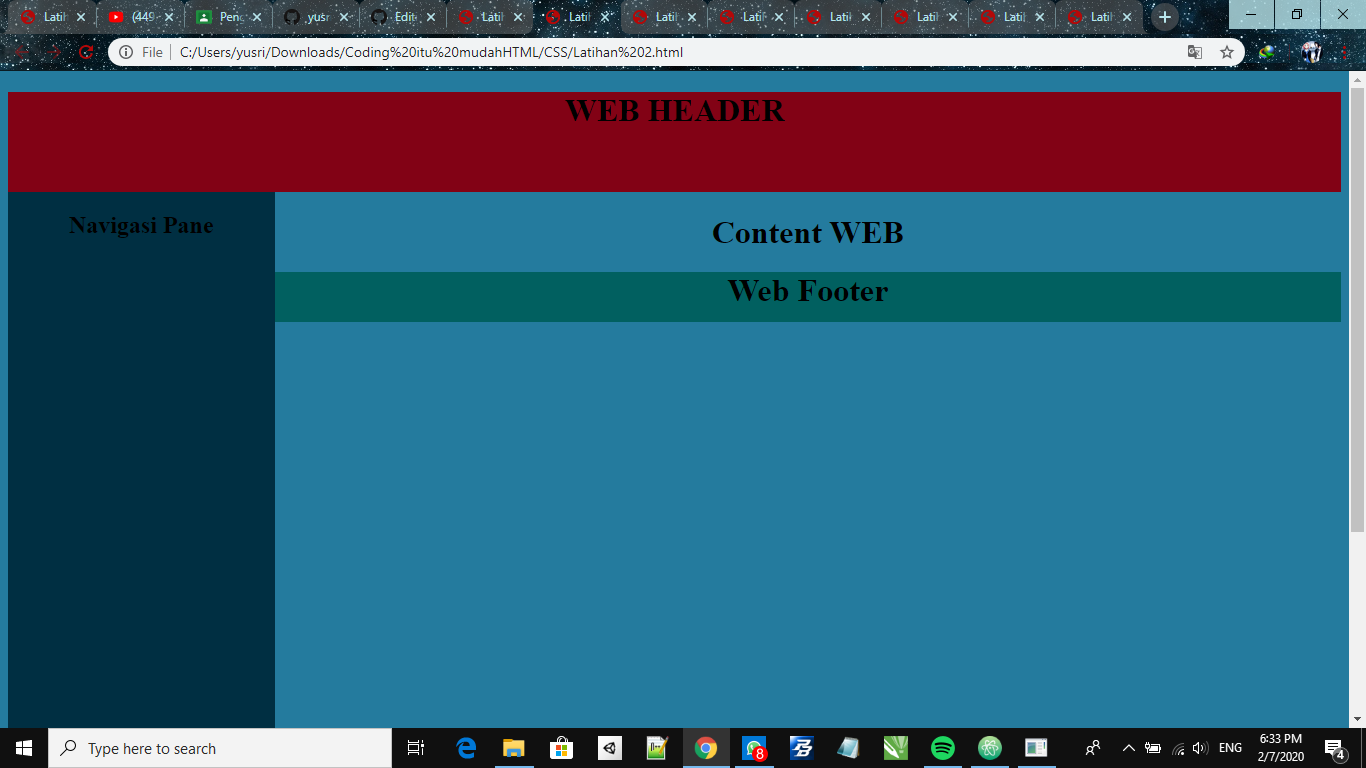 Latil
(449
Penc
yusr
Edit
Latil
Latil
Latil
Latil
Latil
Latil
Latil
Latil
File
C:/Users/yusri/Downloads/Coding%20itu%20mudahHTML/CSS/Latihan%202.html
WEB HEADER
Navigasi Pane
Content WEB
Web Footer
Type here to search
8
ENG
6:33 PM
2/7/2020
4